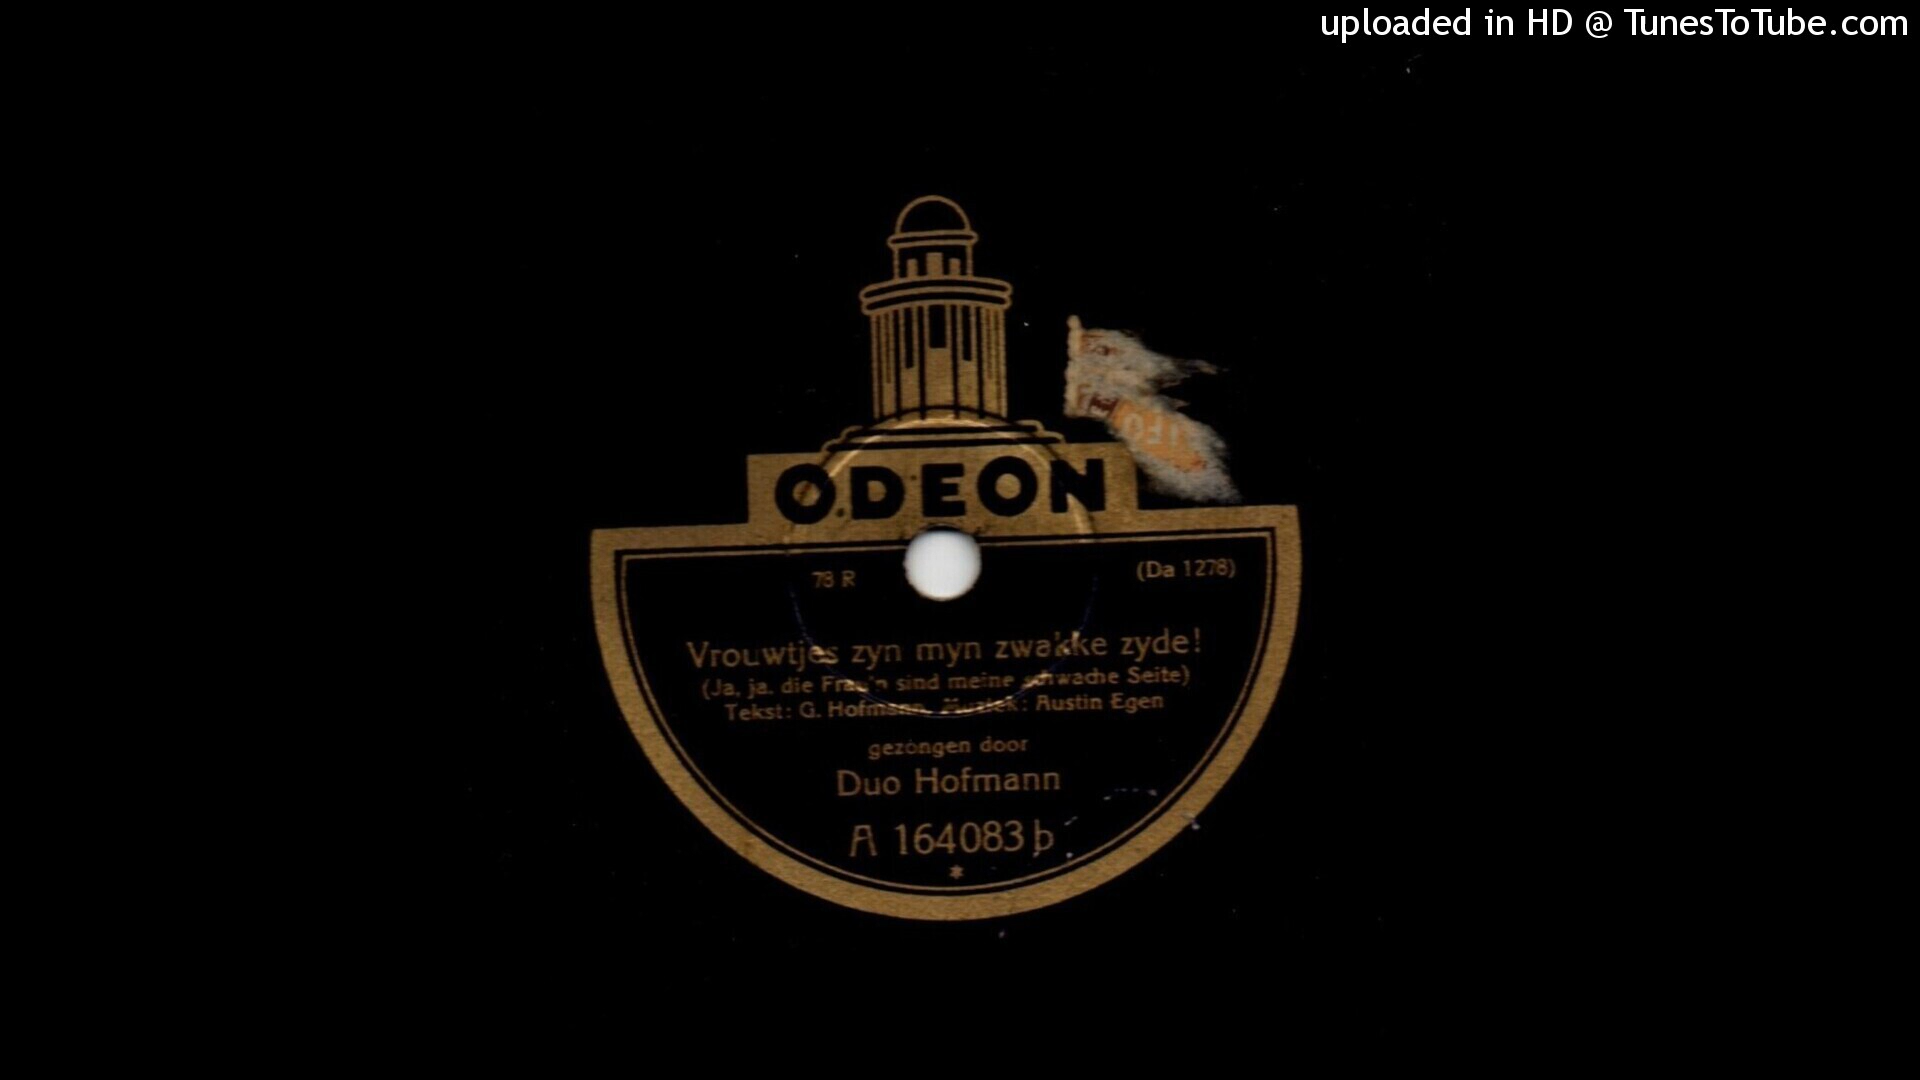 uploaded in HD @ TunesToTube.com
ODEON
78 R
(Da 1278)
Vrouwtjes zyn myn zwakke zyde!
(Ja, ja, die Frau'n sind meine schwache Seite)
Tekst: G. Hofmann. Muziek: Austin Egen
gezongen door
Duo Hofmann
A 164083 b
*